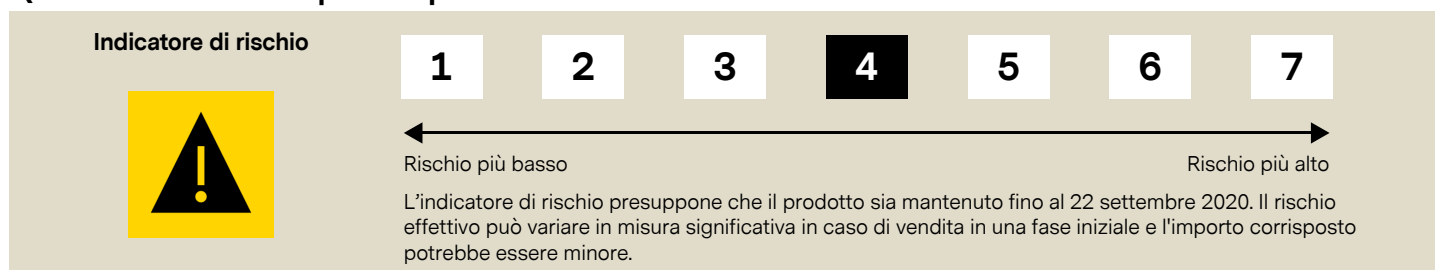 Indicatore di rischio
1 2 3 4 5 6 7
Rischio più basso Rischio più alto
L'indicatore di rischio presuppone che il prodotto sia mantenuto fino al 22 settembre 2020. Il rischio
effettivo può variare in misura significativa in caso di vendita in una fase iniziale e l'importo corrisposto
potrebbe essere minore.